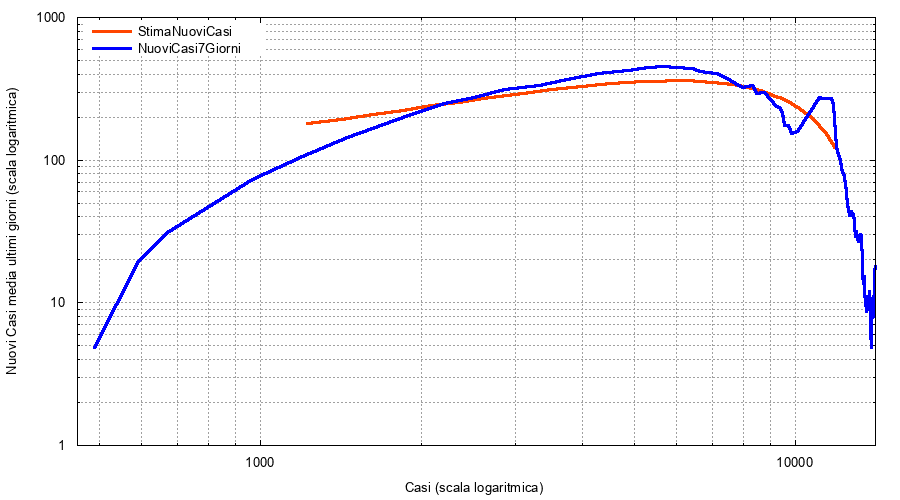 1000
StimaNuoviCasi
NuoviCasi7Giorni
100
10
1
Nuovi Casi media ultimi giorni (scala logaritmica)
1000
10000
Casi (scala logaritmica)